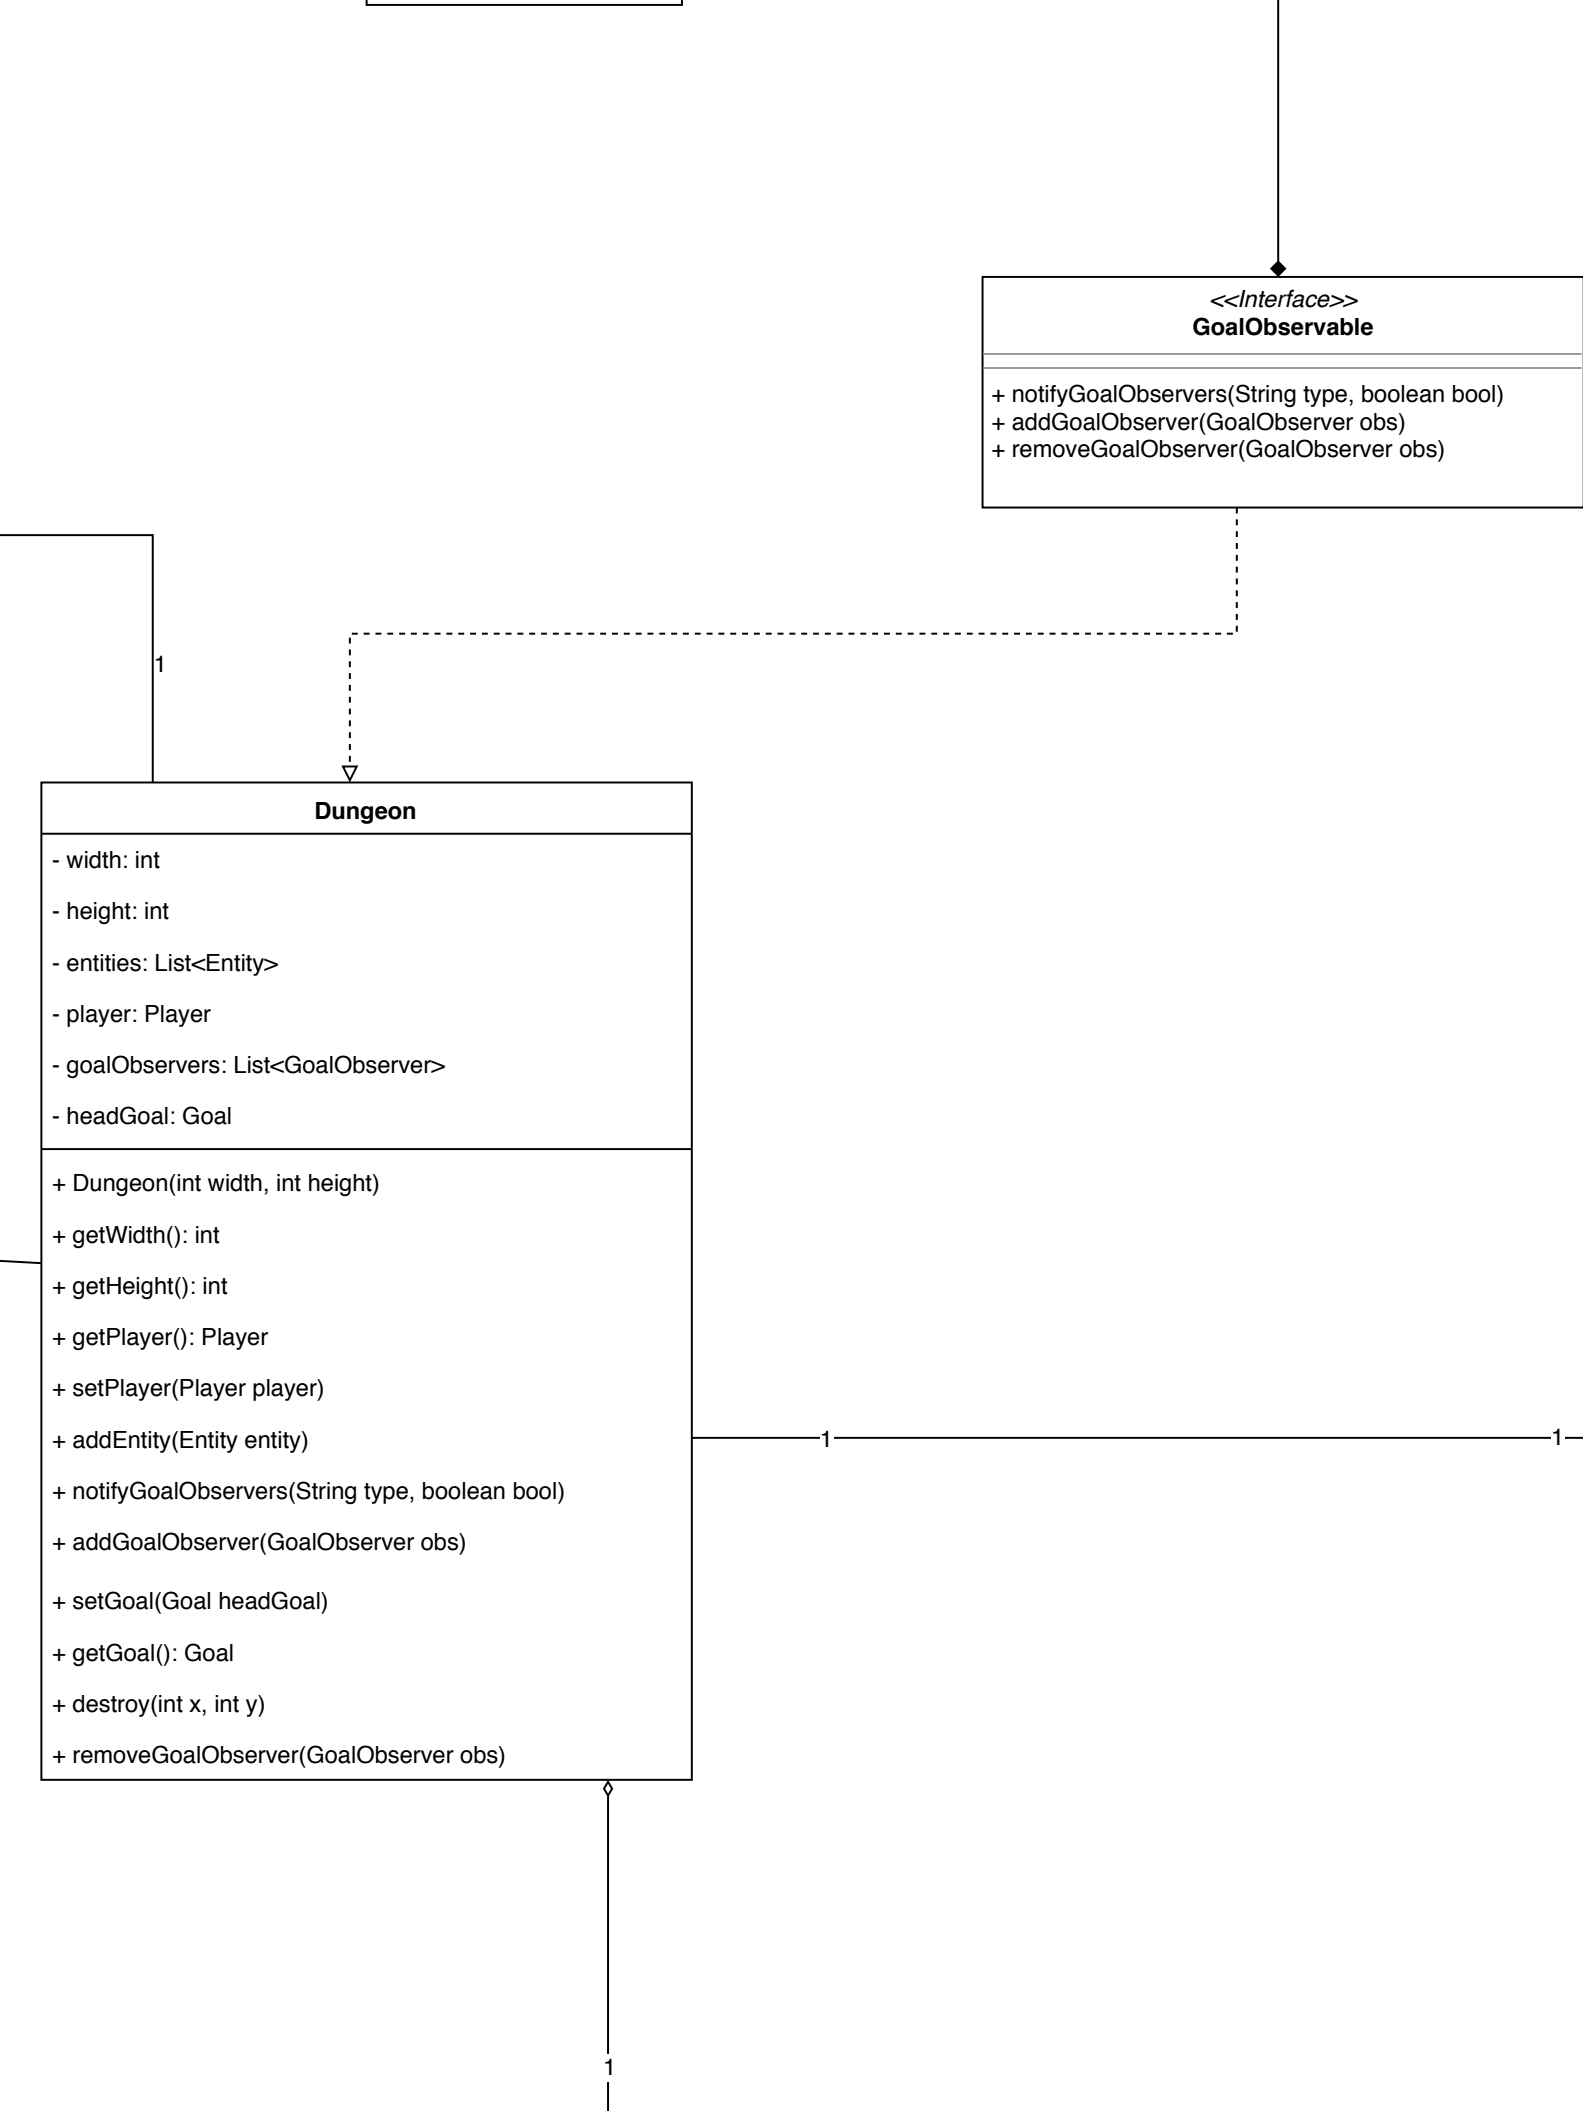 <<Interface>>
GoalObservable
+ notifyGoalObservers(String type, boolean bool)
+ addGoalObserver(GoalObserver obs)
+ removeGoalObserver(GoalObserver obs)
1
Dungeon
- width: int
- height: int
- entities: List<Entity>
- player: Player
- goalObservers: List<GoalObserver>
- headGoal: Goal
+ Dungeon(int width, int height)
+ getWidth(): int
+ getHeight(): int
+ getPlayer(): Player
+ setPlayer(Player player)
+ addEntity(Entity entity)
1
1
+ notifyGoalObservers(String type, boolean bool)
+ addGoalObserver(GoalObserver obs)
+ setGoal(Goal headGoal)
+ getGoal(): Goal
+ destroy(int x, int y)
+ removeGoalObserver(GoalObserver obs)
1